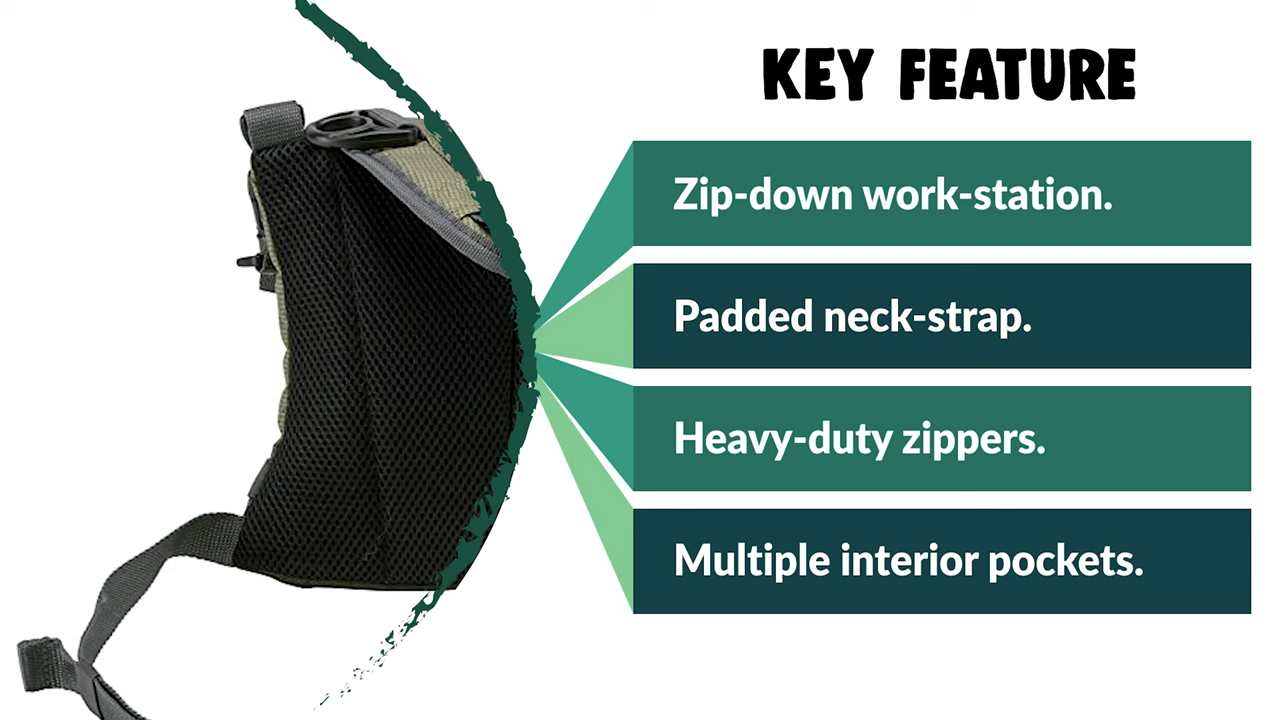 KEY FEATURE
Zip-down work-station.
Padded neck-strap.
Heavy-duty zippers.
Multiple interior pockets.